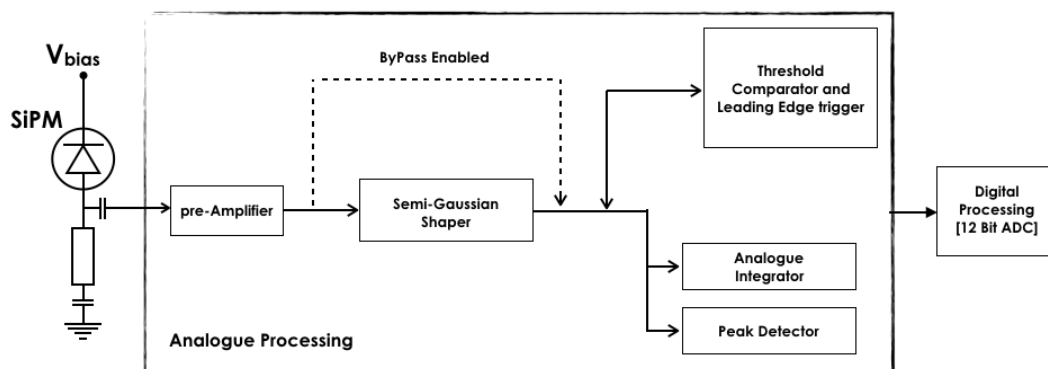 V bias
SiPM
ByPass Enabled
Threshold
Comparator and
Leading Edge trigger
pre-Amplifier
Semi-Gaussian
Shaper
Digital
Processing
[12 Bit ADC]
Analogue
Integrator
Peak Detector
Analogue Processing